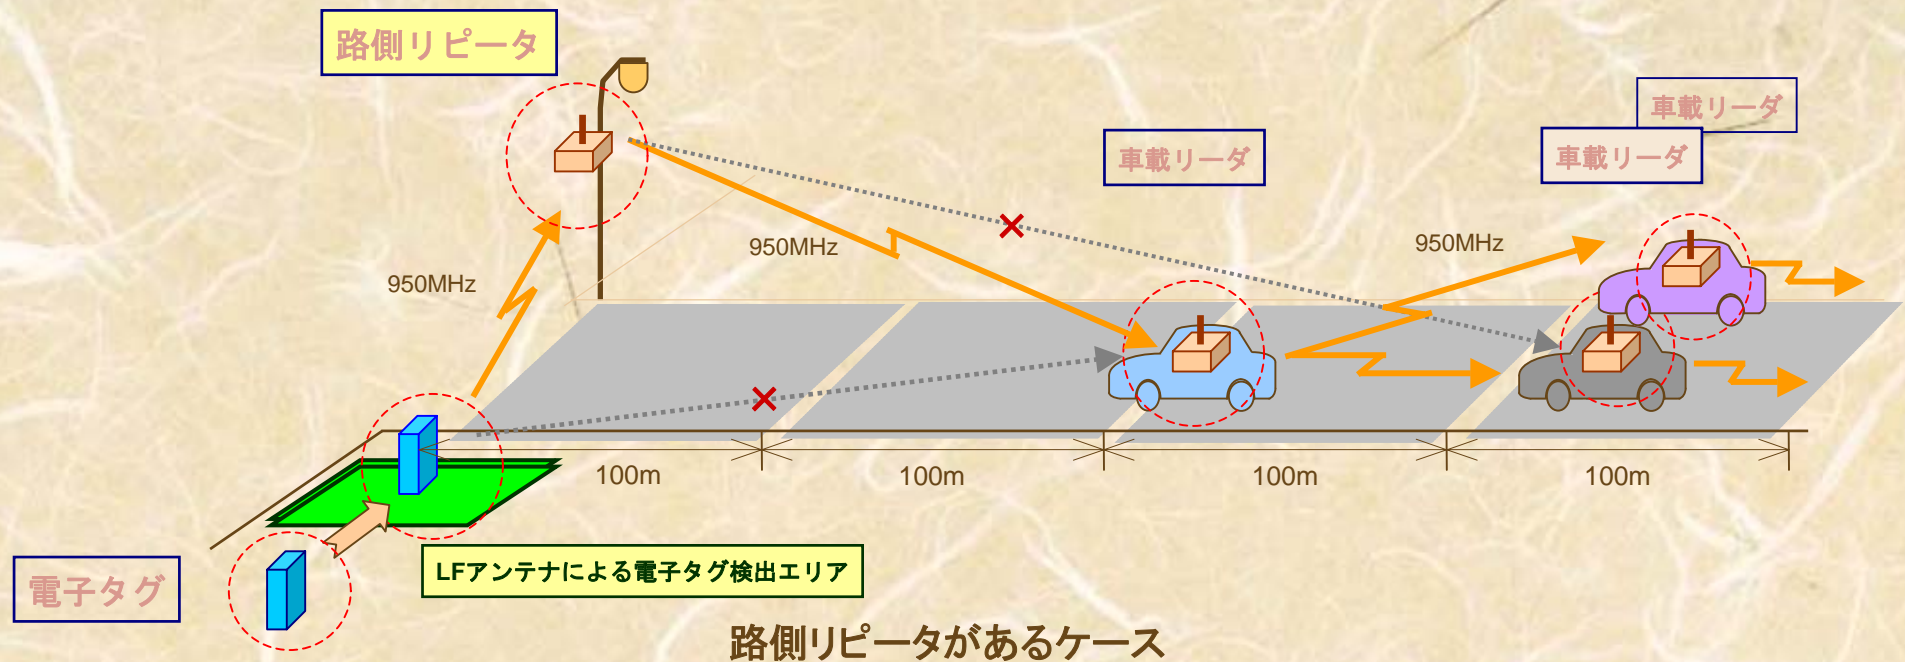 路側リピータ
車載リーダ
車載リーダ
車載リーダ
950MHz
950MHz
950MHz
100m
100m
100m
100m
LFアンテナによる電子タグ検出エリア
電子タグ
路側リピータがあるケース